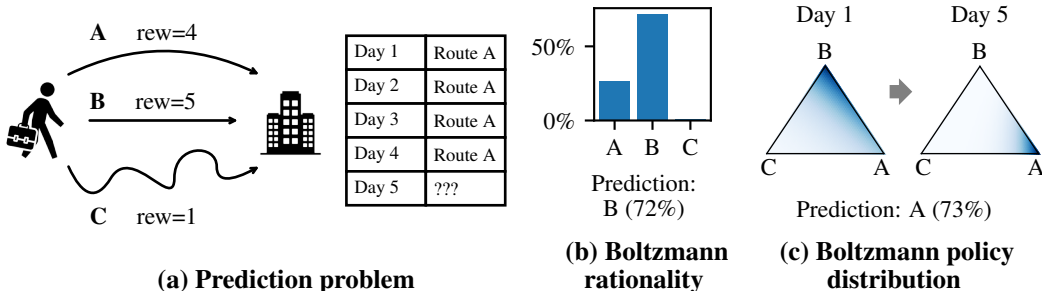 A rew=4
B rew=5
C rew=1
Day 1 Route A
Day 2 Route A
Day 3 Route A
Day 4 Route A
Day 5 ???
(a) Prediction problem
50%
0%
A B C
Prediction:
B (72%)
(b) Boltzmann
rationality
Day 1 Day 5
B B
C A C A
Prediction: A (73%)
(c) Boltzmann policy
distribution